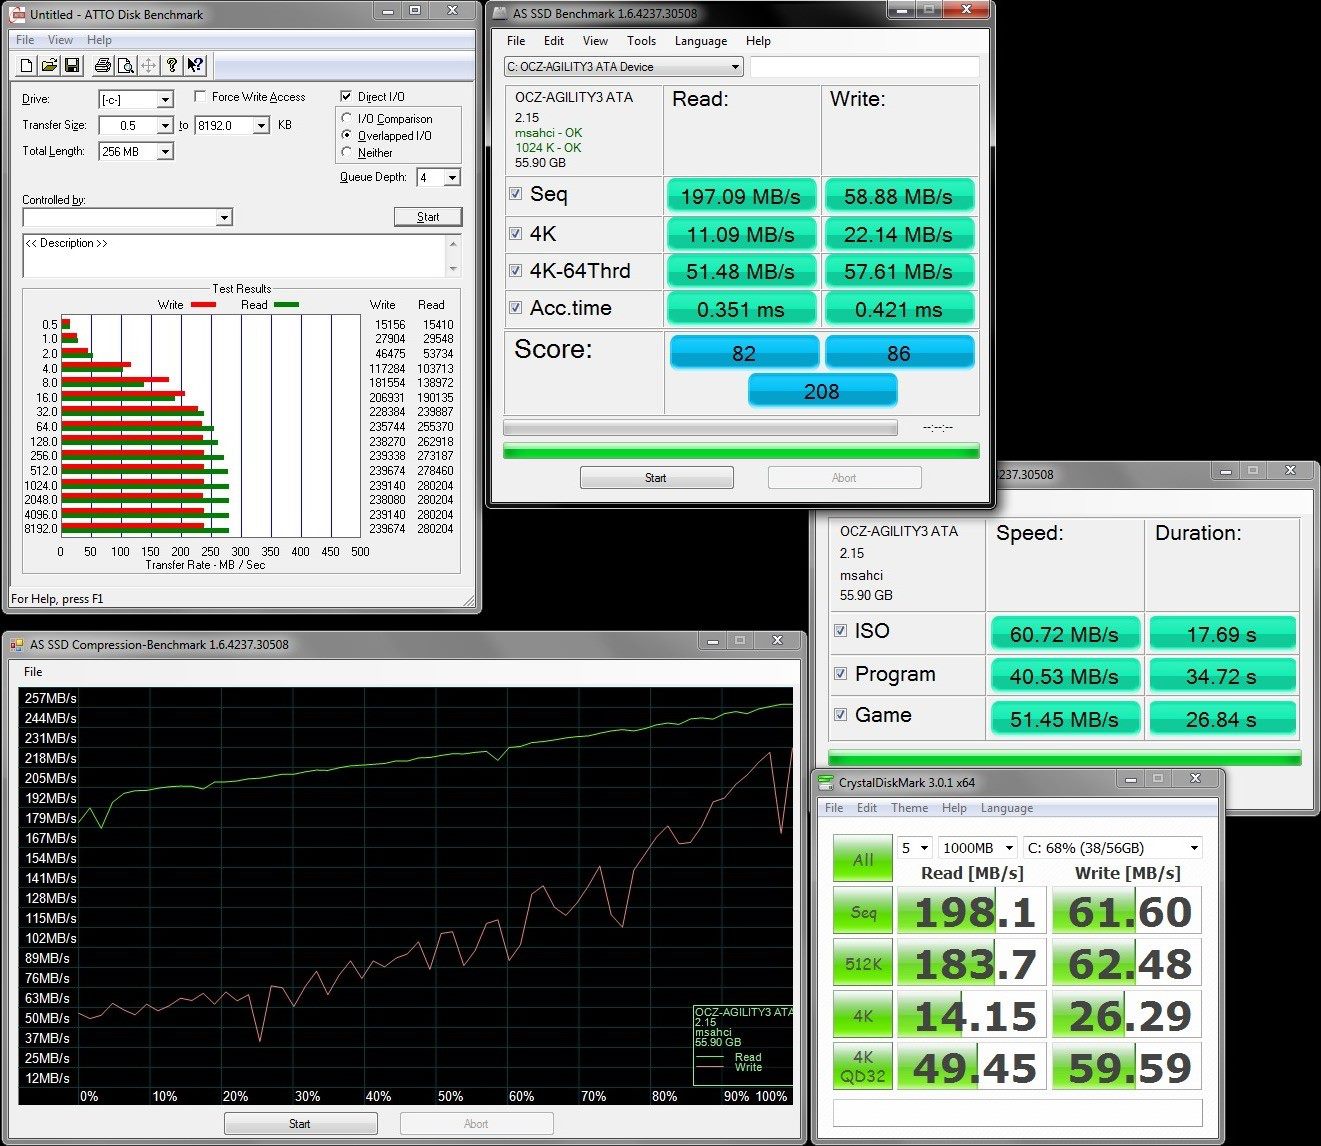 Untitled - ATTO Disk Benchmark
File View Help
Drive: [-c-] Force Write Access Direct I/O
Transfer Size: 0.5 to 8192.0 KB
Total Length: 256 MB
I/O Comparison
Overlapped I/O
Neither
Queue Depth: 4
Controlled by:
Start
<< Description >>
Test Results
Write Read Write Read
0.5 15156 15410
1.0 27904 29548
2.0 46475 53734
4.0 117284 103713
8.0 181554 138972
16.0 206931 190135
32.0 228384 239887
64.0 235744 255370
128.0 238270 262918
256.0 239338 273187
512.0 239674 278460
1024.0 239140 280204
2048.0 238080 280204
4096.0 239140 280204
8192.0 239674 280204
0 50 100 150 200 250 300 350 400 450 500
Transfer Rate - MB / Sec
For Help, press F1
AS SSD Benchmark 1.6.4237.30508
File Edit View Tools Language Help
C: OCZ-AGILITY3 ATA Device
OCZ-AGILITY3 ATA Read: Write:
2.15
msahci - OK
1024 K - OK
55.90 GB
Seq 197.09 MB/s 58.88 MB/s
4K 11.09 MB/s 22.14 MB/s
4K-64Thrd 51.48 MB/s 57.61 MB/s
Acc.time 0.351 ms 0.421 ms
Score: 82 86
208
--:--:--
Start Abort
4237.30508
OCZ-AGILITY3 ATA Speed: Duration:
2.15
msahci
55.90 GB
ISO 60.72 MB/s 17.69 s
Program 40.53 MB/s 34.72 s
Game 51.45 MB/s 26.84 s
AS SSD Compression-Benchmark 1.6.4237.30508
File
257MB/s
244MB/s
231MB/s
218MB/s
205MB/s
192MB/s
179MB/s
167MB/s
154MB/s
141MB/s
128MB/s
115MB/s
102MB/s
89MB/s
76MB/s
63MB/s
50MB/s
37MB/s
25MB/s
12MB/s
OCZ-AGILITY3 ATA
2.15
msahci
55.90 GB
Read
Write
0% 10% 20% 30% 40% 50% 60% 70% 80% 90% 100%
Start Abort
CrystalDiskMark 3.0.1 x64
File Edit Theme Help Language
All 5 1000MB C: 68% (38/56GB)
Read [MB/s] Write [MB/s]
Seq 198.1 61.60
512K 183.7 62.48
4K 14.15 26.29
4K QD32 49.45 59.59